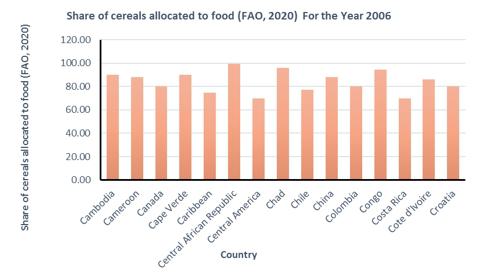 Share of cereals allocated to food (FAO, 2020)  For the Year 2006
Share of cereals allocated to food (FAO, 2020)
120.00
100.00
80.00
60.00
40.00
20.00
0.00
Cambodia
Cameroon
Canada
Cape Verde
Caribbean
Central African Republic
Central America
Chad
Chile
China
Colombia
Congo
Costa Rica
Cote d'Ivoire
Croatia
Country